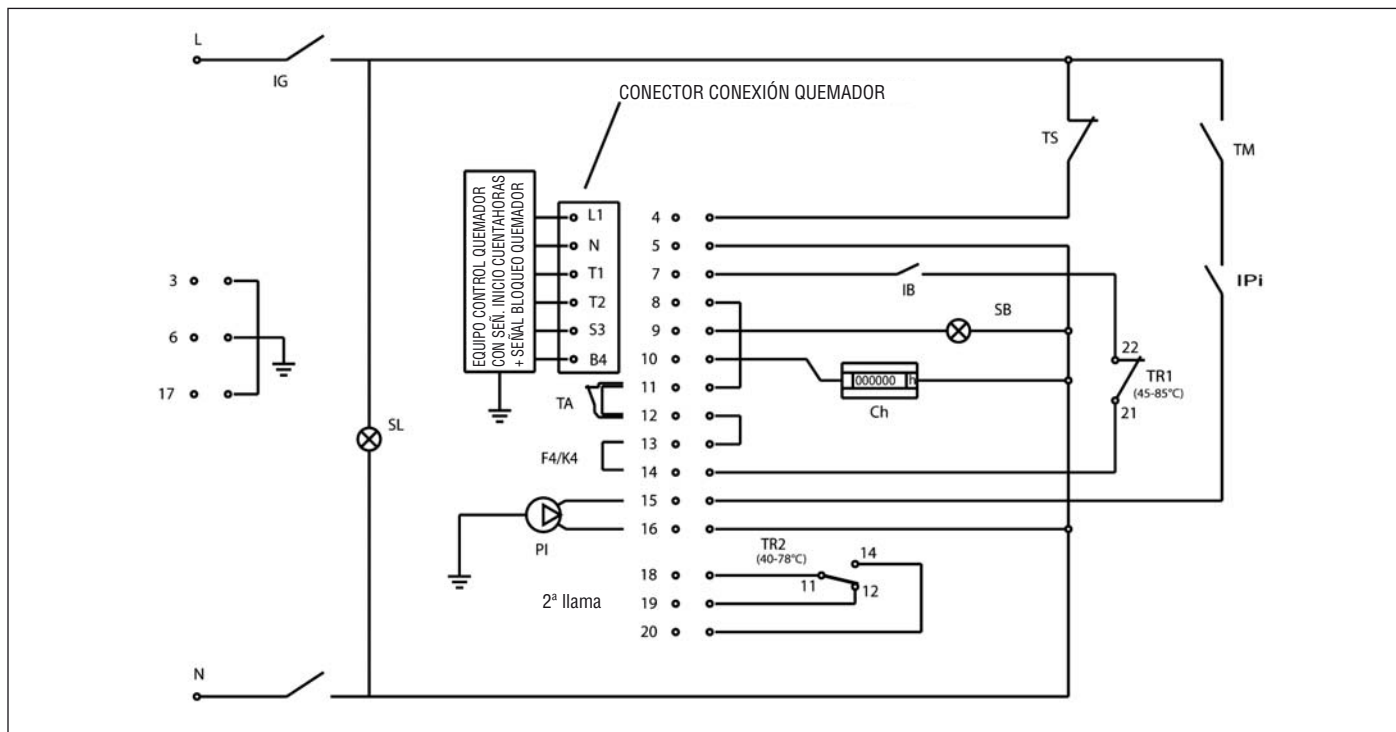 L
IG
CONECTOR CONEXIÓN QUEMADOR
TS
TM
EQUIPO CONTROL QUEMADOR
CON SEÑ. INICIO CUENTAHORAS
+ SEÑAL BLOQUEO QUEMADOR
L1
N
T1
T2
S3
B4
4
5
7
8
9
10
11
12
13
14
15
16
18
19
20
3
6
17
IB
IPi
SB
22
TR1
(45-85°C)
21
000000 h
Ch
TA
SL
F4/K4
PI
TR2
(40-78°C)
14
11
12
2ª llama
N